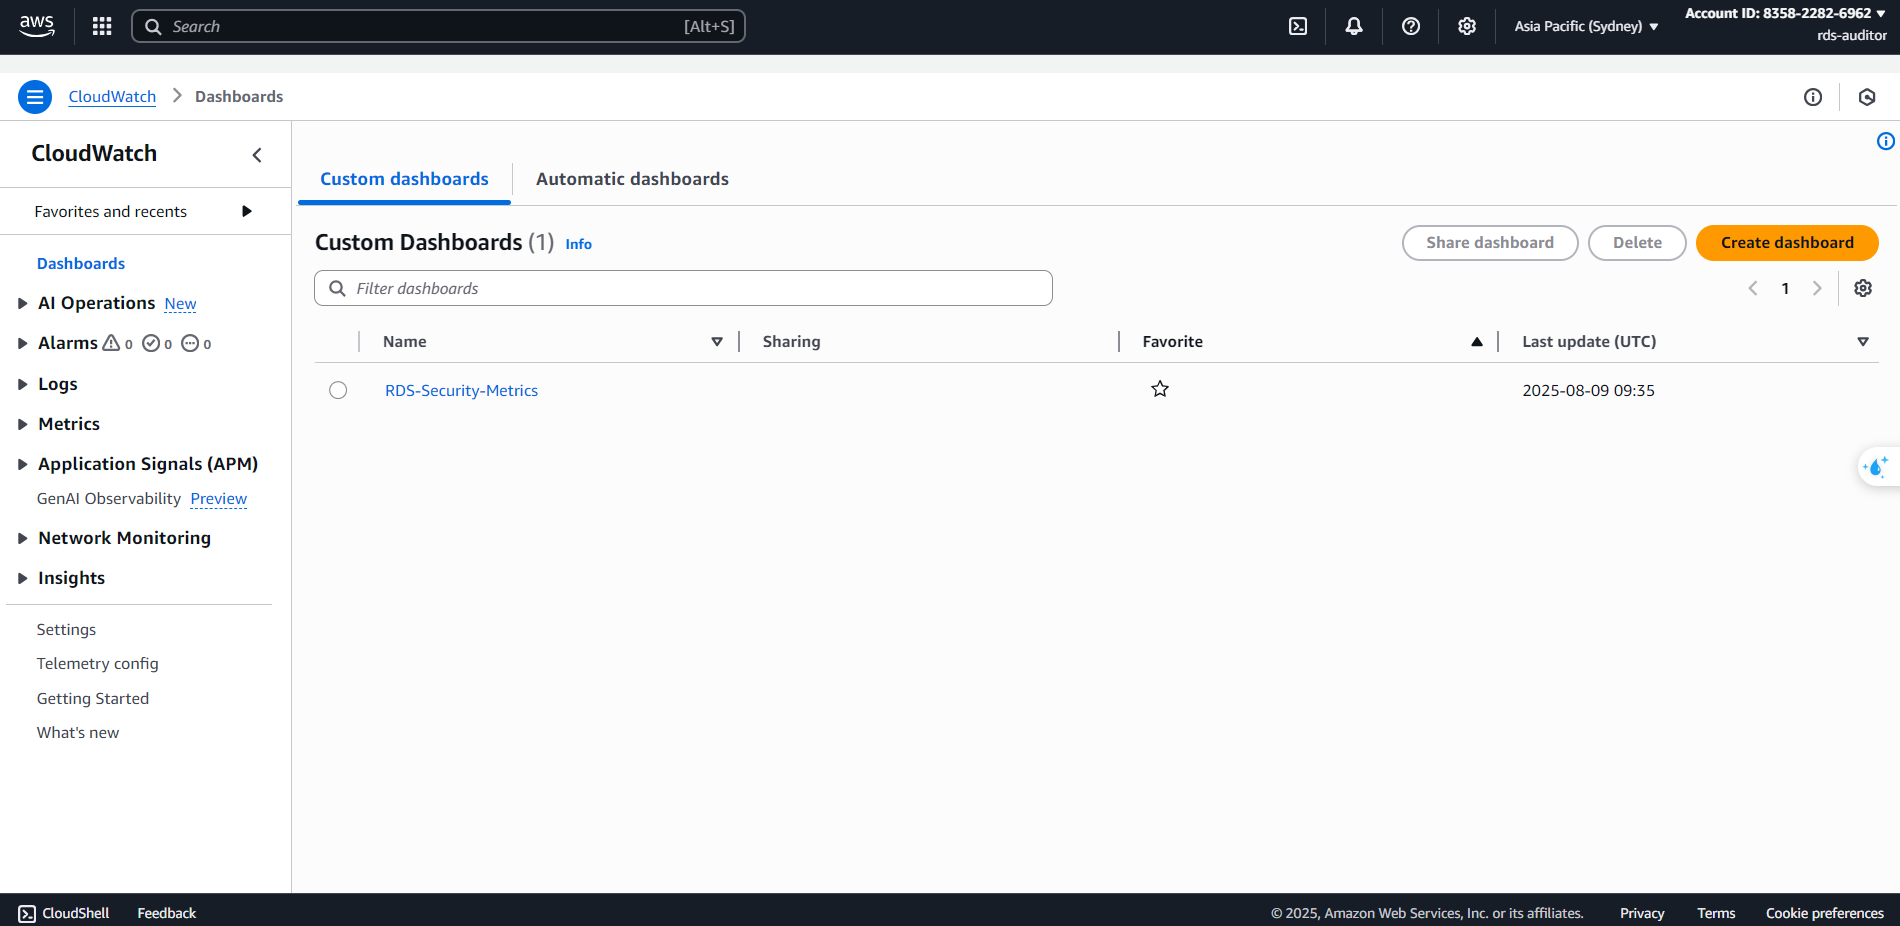 aws
Search [Alt+S]
Asia Pacific (Sydney)
Account ID: 8358-2282-6962
rds-auditor
CloudWatch > Dashboards
CloudWatch
Favorites and recents
Dashboards
AI Operations New
Alarms 0 0 0
Logs
Metrics
Application Signals (APM)
GenAI Observability Preview
Network Monitoring
Insights
Settings
Telemetry config
Getting Started
What's new
Custom dashboards
Automatic dashboards
Custom Dashboards (1) Info
Share dashboard
Delete
Create dashboard
Filter dashboards
1
Name Sharing Favorite Last update (UTC)
RDS-Security-Metrics 2025-08-09 09:35
CloudShell Feedback © 2025, Amazon Web Services, Inc. or its affiliates. Privacy Terms Cookie preferences